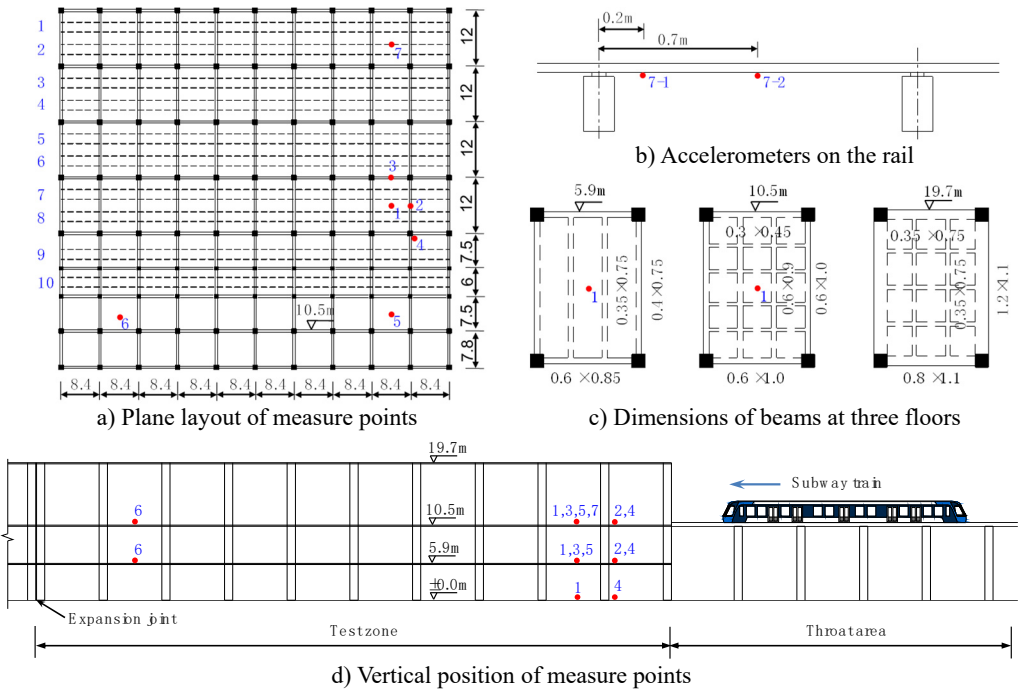 1
2
3
4
5
6
7
8
9
10
7
3
1
2
4
6
5
10.5m
12
12
12
12
7.5
6
7.5
7.8
8.4 8.4 8.4 8.4 8.4 8.4 8.4 8.4 8.4 8.4
a) Plane layout of measure points
0.2m
0.7m
7-1
7-2
b) Accelerometers on the rail
5.9m
10.5m
19.7m
0.3 ×0.45
0.35 ×0.75
0.35×0.75
0.4×0.75
0.6×0.9
0.6×1.0
0.35×0.75
1.2×1.1
1
1
0.6 ×0.85
0.6 ×1.0
0.8 ×1.1
c) Dimensions of beams at three floors
19.7m
10.5m
5.9m
±0.0m
6
6
1,3,5,7
2,4
1,3,5
2,4
1
4
Subway train
Expansion joint
Testzone
Throatarea
d) Vertical position of measure points